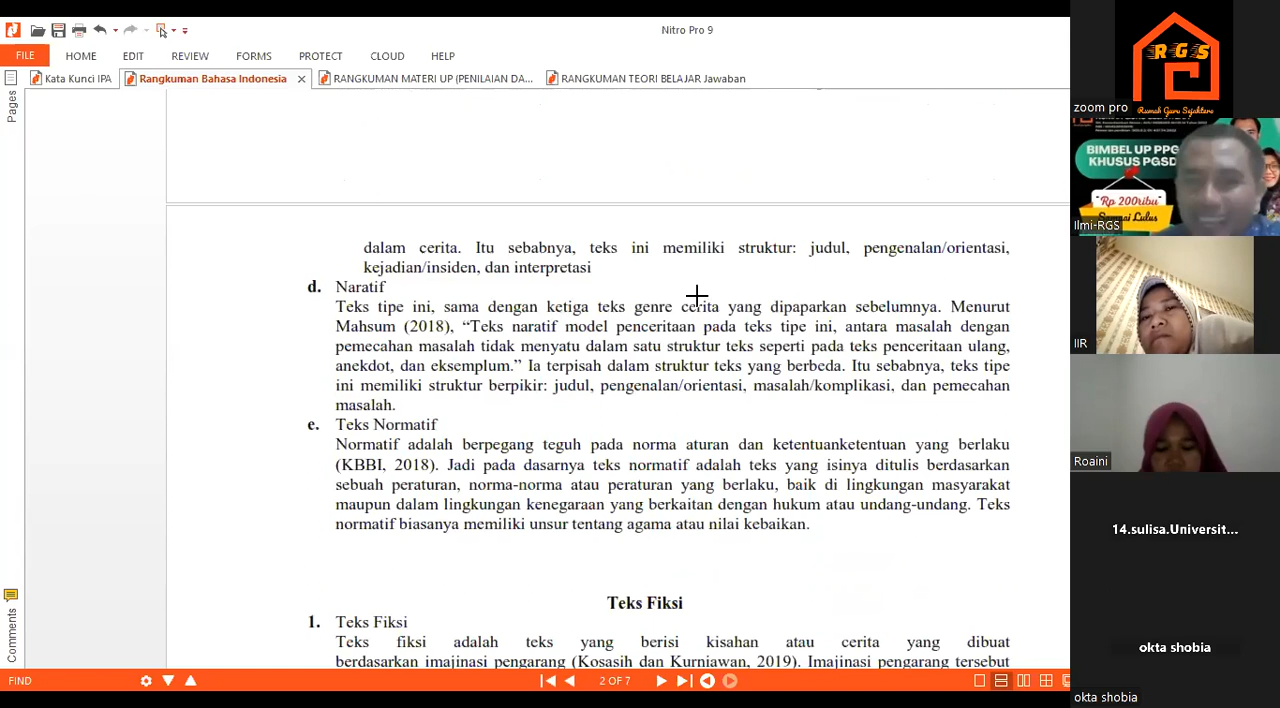 Nitro Pro 9
FILE HOME EDIT REVIEW FORMS PROTECT CLOUD HELP
Kata Kunci IPA Rangkuman Bahasa Indonesia RANGKUMAN MATERI UP (PENILAIAN DA... RANGKUMAN TEORI BELAJAR Jawaban
Pages
dalam cerita. Itu sebabnya, teks ini memiliki struktur: judul, pengenalan/orientasi,
kejadian/insiden, dan interpretasi
d. Naratif
Teks tipe ini, sama dengan ketiga teks genre cerita yang dipaparkan sebelumnya. Menurut
Mahsum (2018), “Teks naratif model penceritaan pada teks tipe ini, antara masalah dengan
pemecahan masalah tidak menyatu dalam satu struktur teks seperti pada teks penceritaan ulang,
anekdot, dan eksemplum.” Ia terpisah dalam struktur teks yang berbeda. Itu sebabnya, teks tipe
ini memiliki struktur berpikir: judul, pengenalan/orientasi, masalah/komplikasi, dan pemecahan
masalah.
e. Teks Normatif
Normatif adalah berpegang teguh pada norma aturan dan ketentuanketentuan yang berlaku
(KBBI, 2018). Jadi pada dasarnya teks normatif adalah teks yang isinya ditulis berdasarkan
sebuah peraturan, norma-norma atau peraturan yang berlaku, baik di lingkungan masyarakat
maupun dalam lingkungan kenegaraan yang berkaitan dengan hukum atau undang-undang. Teks
normatif biasanya memiliki unsur tentang agama atau nilai kebaikan.
Teks Fiksi
1. Teks Fiksi
Teks fiksi adalah teks yang berisi kisahan atau cerita yang dibuat
berdasarkan imajinasi pengarang (Kosasih dan Kurniawan, 2019). Imajinasi pengarang tersebut
Comments
FIND
2 OF 7
RGS
Rumah Guru Sejahtera
zoom pro
BIMBEL UP PPG
KHUSUS PGSD
Rp 200ribu
Sampai Lulus
Ilmi-RGS
IIR
Roaini
14.sulisa.Universit...
okta shobia
okta shobia